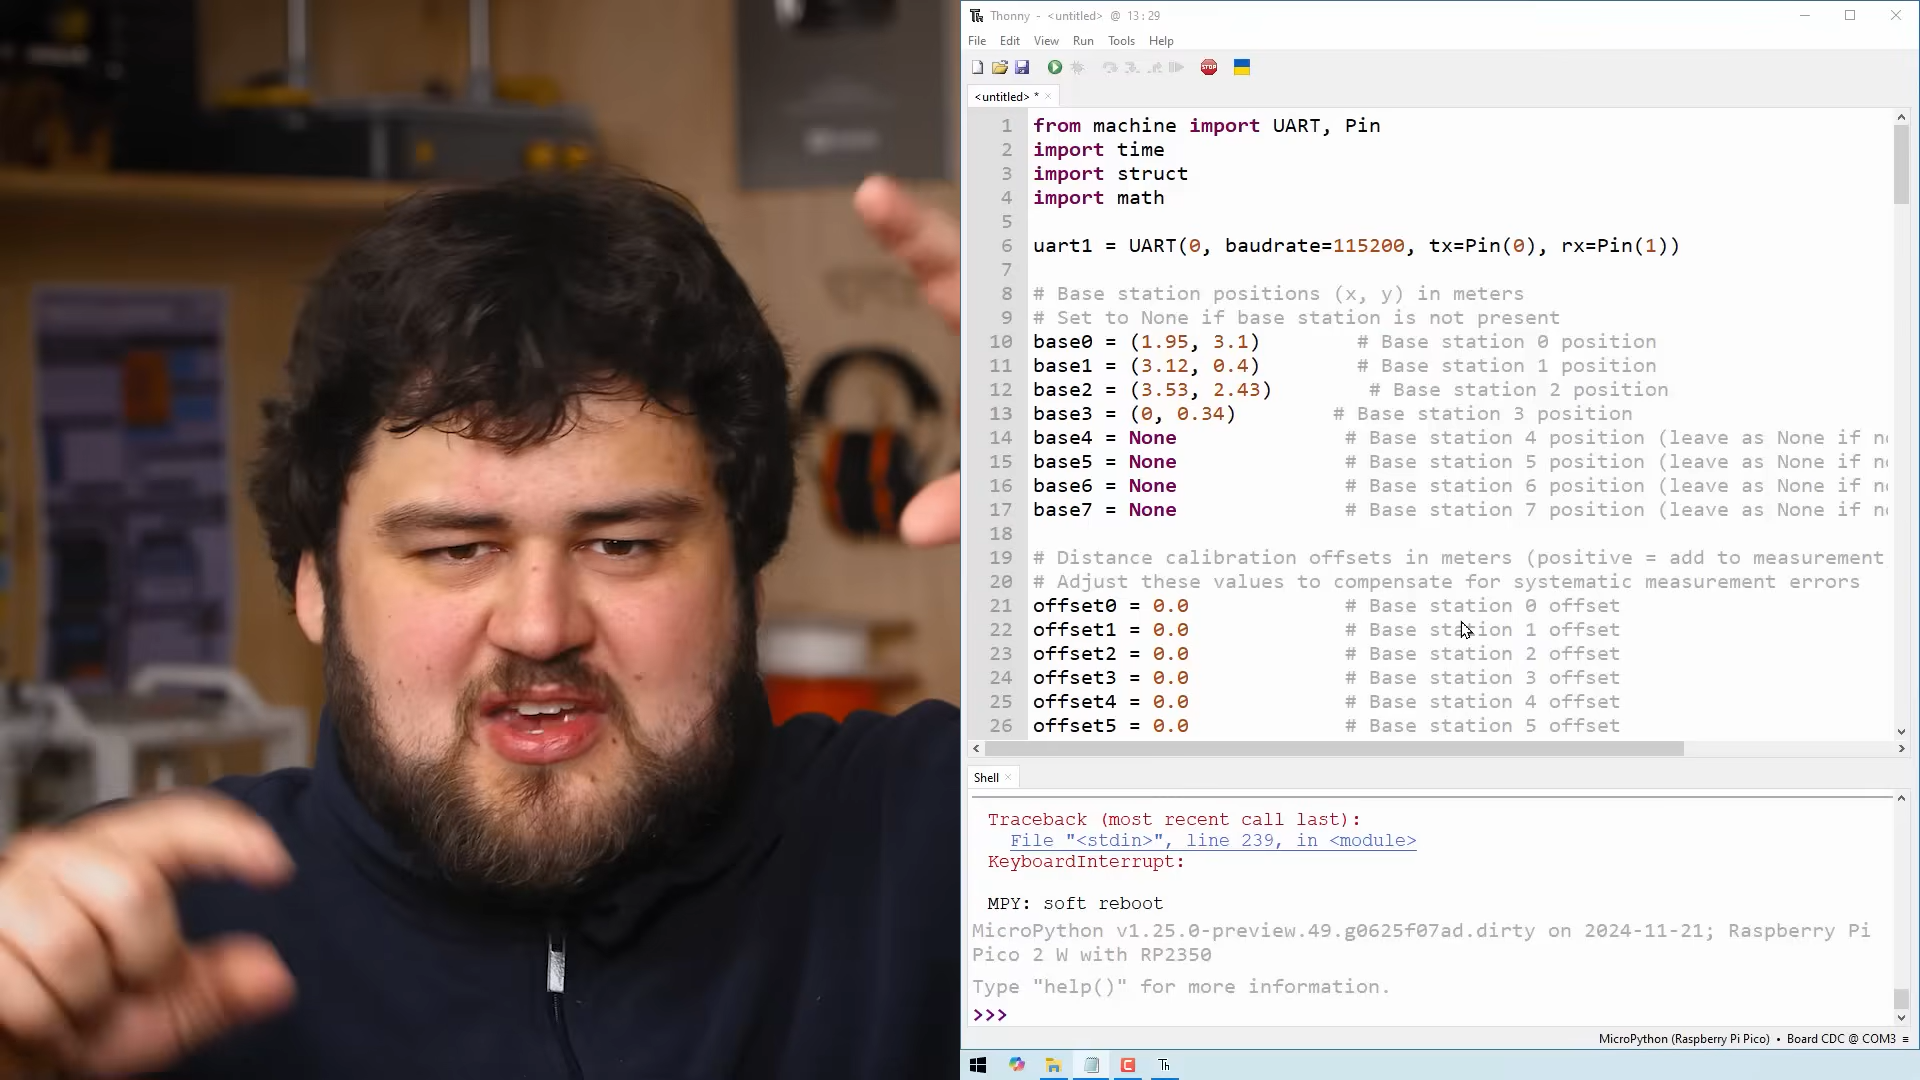 Thonny - <untitled> @ 13:29
File Edit View Run Tools Help
STOP
<untitled> *
1 from machine import UART, Pin
2 import time
3 import struct
4 import math
5
6 uart1 = UART(0, baudrate=115200, tx=Pin(0), rx=Pin(1))
7
8 # Base station positions (x, y) in meters
9 # Set to None if base station is not present
10 base0 = (1.95, 3.1) # Base station 0 position
11 base1 = (3.12, 0.4) # Base station 1 position
12 base2 = (3.53, 2.43) # Base station 2 position
13 base3 = (0, 0.34) # Base station 3 position
14 base4 = None # Base station 4 position (leave as None if n
15 base5 = None # Base station 5 position (leave as None if n
16 base6 = None # Base station 6 position (leave as None if n
17 base7 = None # Base station 7 position (leave as None if n
18
19 # Distance calibration offsets in meters (positive = add to measurement
20 # Adjust these values to compensate for systematic measurement errors
21 offset0 = 0.0 # Base station 0 offset
22 offset1 = 0.0 # Base station 1 offset
23 offset2 = 0.0 # Base station 2 offset
24 offset3 = 0.0 # Base station 3 offset
25 offset4 = 0.0 # Base station 4 offset
26 offset5 = 0.0 # Base station 5 offset
Shell
Traceback (most recent call last):
File "<stdin>", line 239, in <module>
KeyboardInterrupt:
MPY: soft reboot
MicroPython v1.25.0-preview.49.g0625f07ad.dirty on 2024-11-21; Raspberry Pi
Pico 2 W with RP2350
Type "help()" for more information.
>>>
MicroPython (Raspberry Pi Pico) • Board CDC @ COM3 ≡